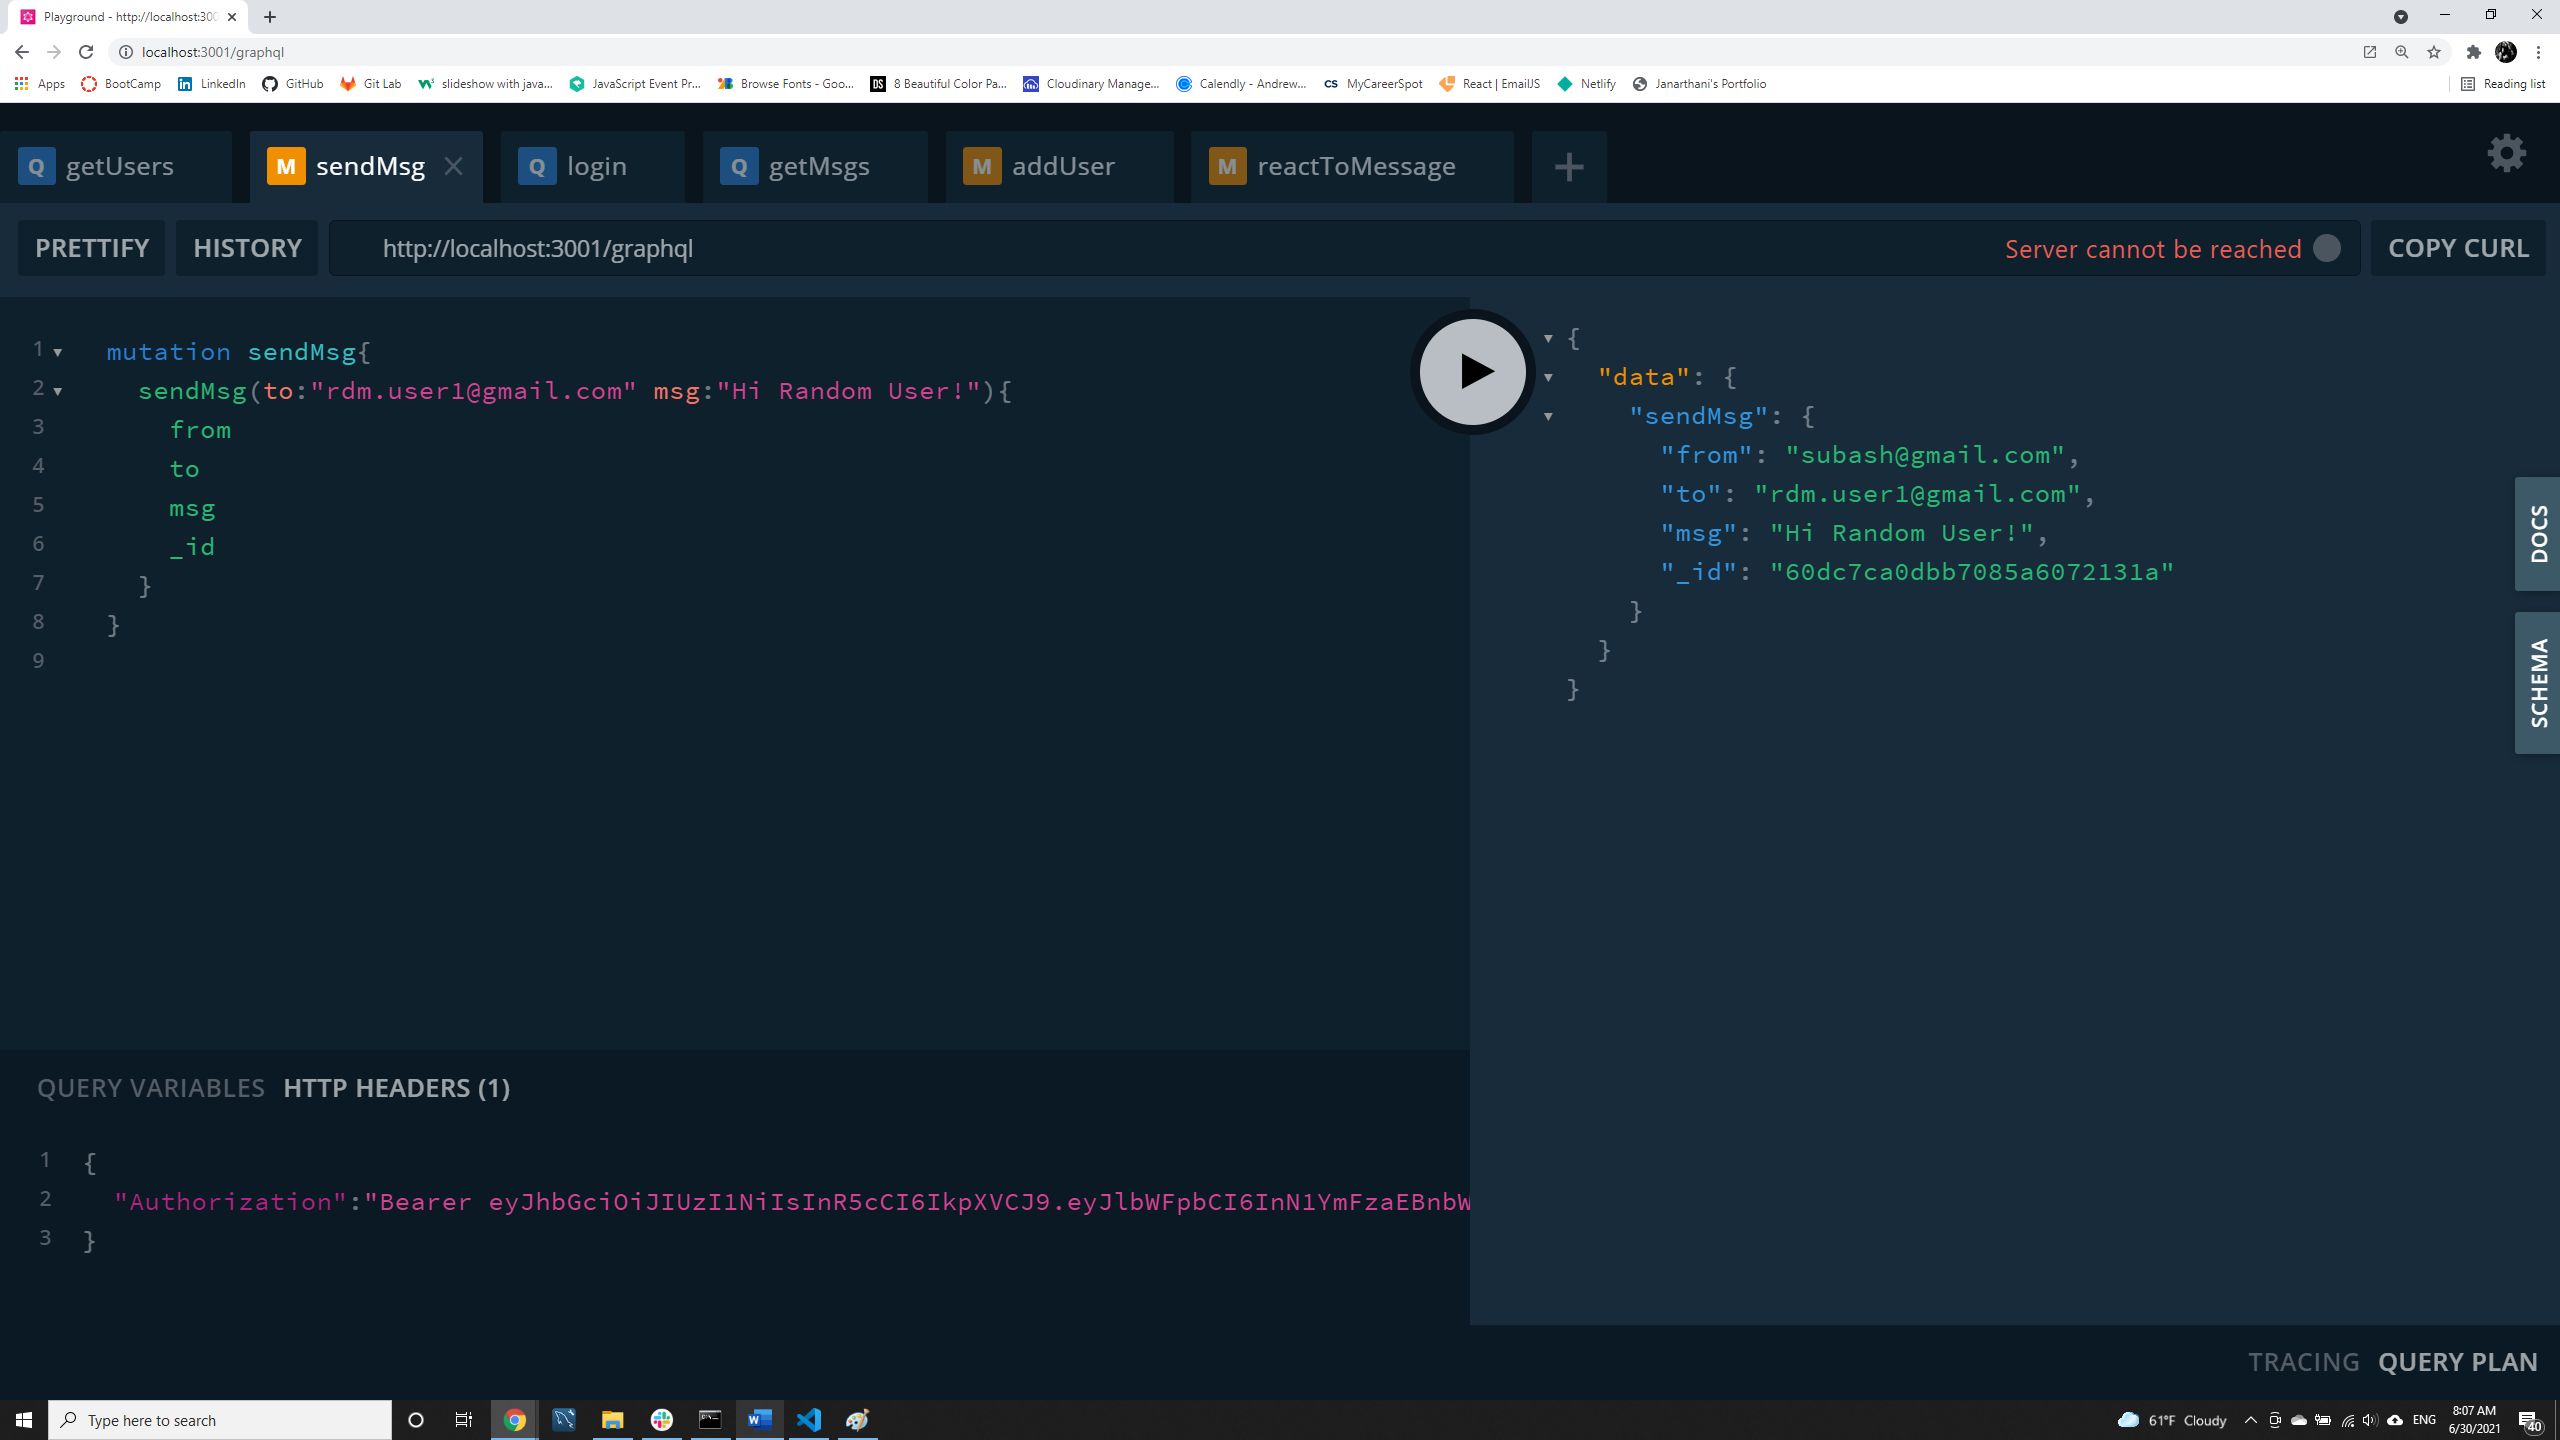 Playground - http://localhost:300
localhost:3001/graphql
Apps BootCamp LinkedIn GitHub Git Lab slideshow with java... JavaScript Event Pr... Browse Fonts - Goo... DS 8 Beautiful Color Pa... Cloudinary Manage... Calendly - Andrew... CS MyCareerSpot React | EmailJS Netlify Janarthani's Portfolio Reading list
Q getUsers M sendMsg Q login Q getMsgs M addUser M reactToMessage
PRETTIFY HISTORY http://localhost:3001/graphql Server cannot be reached COPY CURL
1 mutation sendMsg{
2 sendMsg(to:"rdm.user1@gmail.com" msg:"Hi Random User!"){
3 from
4 to
5 msg
6 _id
7 }
8 }
9
{
"data": {
"sendMsg": {
"from": "subash@gmail.com",
"to": "rdm.user1@gmail.com",
"msg": "Hi Random User!",
"_id": "60dc7ca0dbb7085a6072131a"
}
}
}
DOCS
SCHEMA
QUERY VARIABLES HTTP HEADERS (1)
1 {
2 "Authorization":"Bearer eyJhbGciOiJIUzI1NiIsInR5cCI6IkpXVCJ9.eyJlbWFpbCI6InN1YmFzaEBnbW
3 }
TRACING QUERY PLAN
Type here to search
61°F Cloudy ENG
8:07 AM
6/30/2021
40